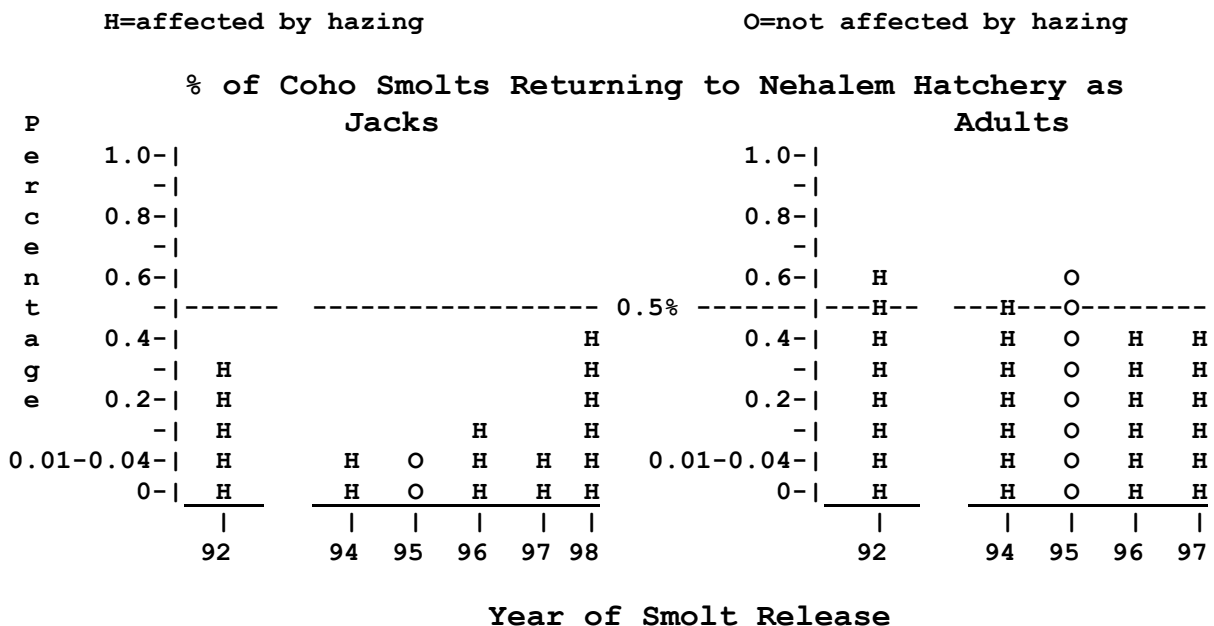 H=affected by hazing                          O=not affected by hazing
% of Coho Smolts Returning to Nehalem Hatchery as
P                    Jacks                                Adults
e     1.0-|                                     1.0-|
r        -|                                        -|
c     0.8-|                                     0.8-|
e        -|                                        -|
n     0.6-|                                     0.6-|   H           O
t        -|------  ------------------ 0.5% -------|---H--  ---H---O--------
a     0.4-|                         H           0.4-|   H       H   O   H   H
g        -|  H                      H              -|   H       H   O   H   H
e     0.2-|  H                      H           0.2-|   H       H   O   H   H
-|  H               H      H              -|   H       H   O   H   H
0.01-0.04-|  H       H   O   H   H  H     0.01-0.04-|   H       H   O   H   H
0-|  H       H   O   H   H  H             0-|   H       H   O   H   H
|       |   |   |   |  |                  |       |   |   |   |
92      94  95  96  97 98                 92      94  95  96  97
Year of Smolt Release